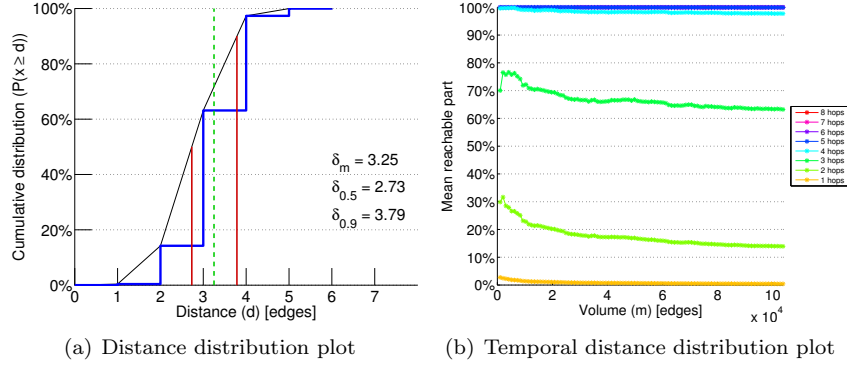 100%
80%
60%
40%
20%
0%
Cumulative distribution (P(x ≥ d))
δm = 3.25
δ0.5 = 2.73
δ0.9 = 3.79
0 1 2 3 4 5 6 7
Distance (d) [edges]
(a) Distance distribution plot
100%
90%
80%
70%
60%
50%
40%
30%
20%
10%
0%
Mean reachable part
0 2 4 6 8 10
x 10^4
Volume (m) [edges]
8 hops
7 hops
6 hops
5 hops
4 hops
3 hops
2 hops
1 hops
(b) Temporal distance distribution plot